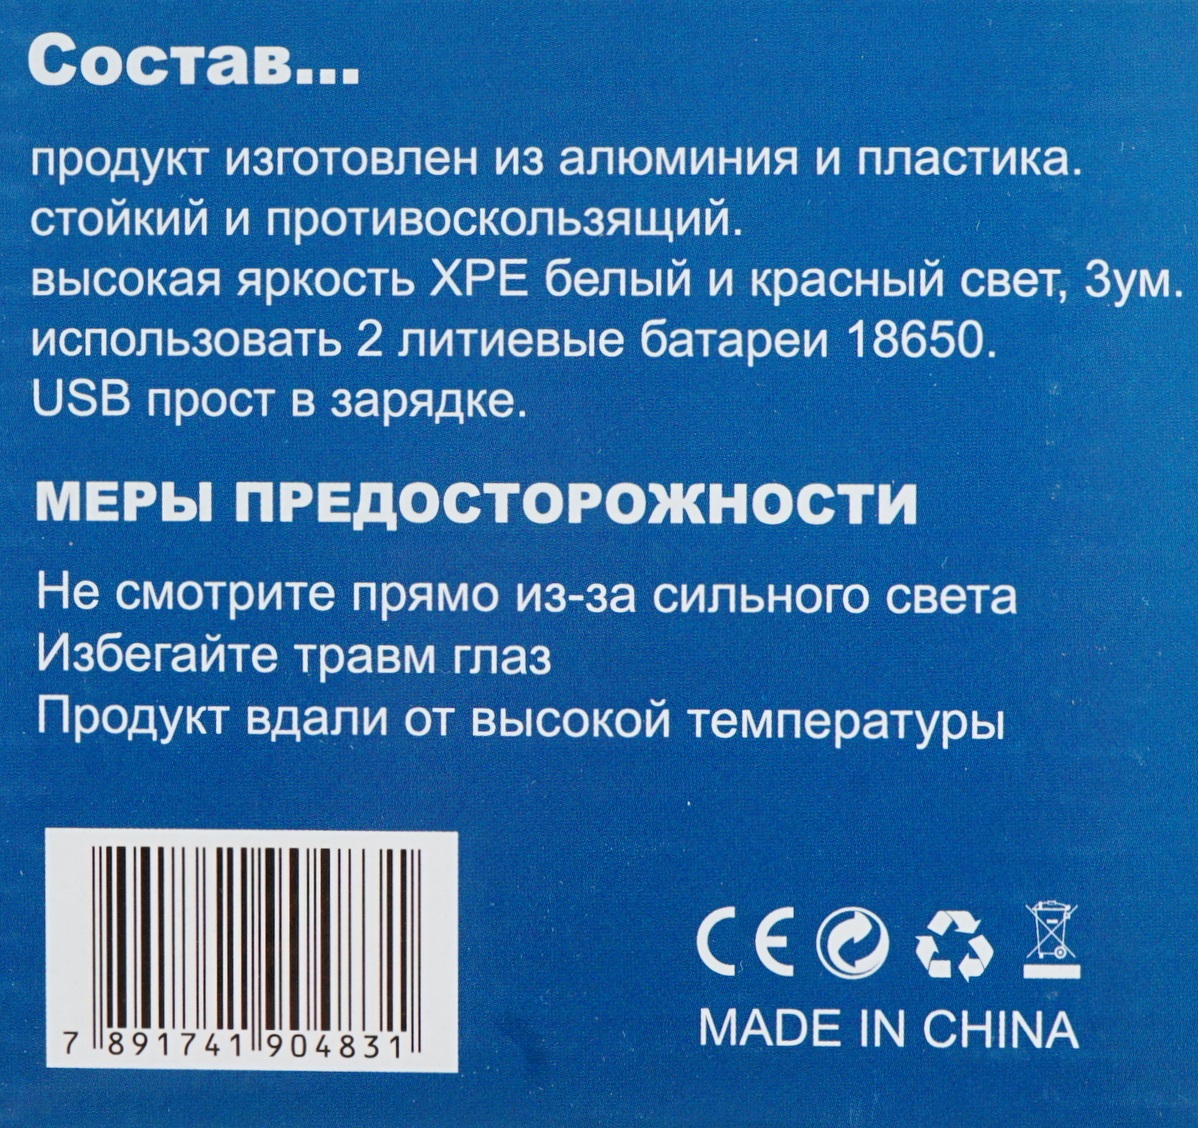 Состав...
продукт изготовлен из алюминия и пластика.
стойкий и противоскользящий.
высокая яркость XPE белый и красный свет, Зум.
использовать 2 литиевые батареи 18650.
USB прост в зарядке.
МЕРЫ ПРЕДОСТОРОЖНОСТИ
Не смотрите прямо из-за сильного света
Избегайте травм глаз
Продукт вдали от высокой температуры
7 891741 904831
CE
MADE IN CHINA